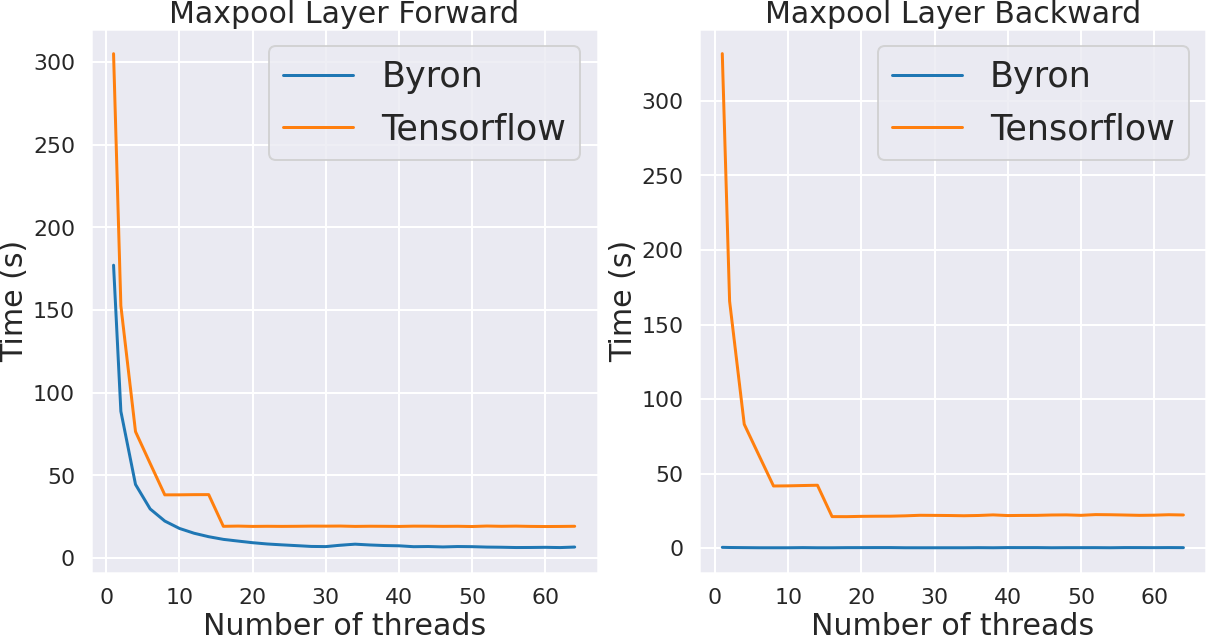 Maxpool Layer Forward
Byron
Tensorflow
Time (s)
300
250
200
150
100
50
0
0 10 20 30 40 50 60
Number of threads
Maxpool Layer Backward
Byron
Tensorflow
Time (s)
300
250
200
150
100
50
0
0 10 20 30 40 50 60
Number of threads